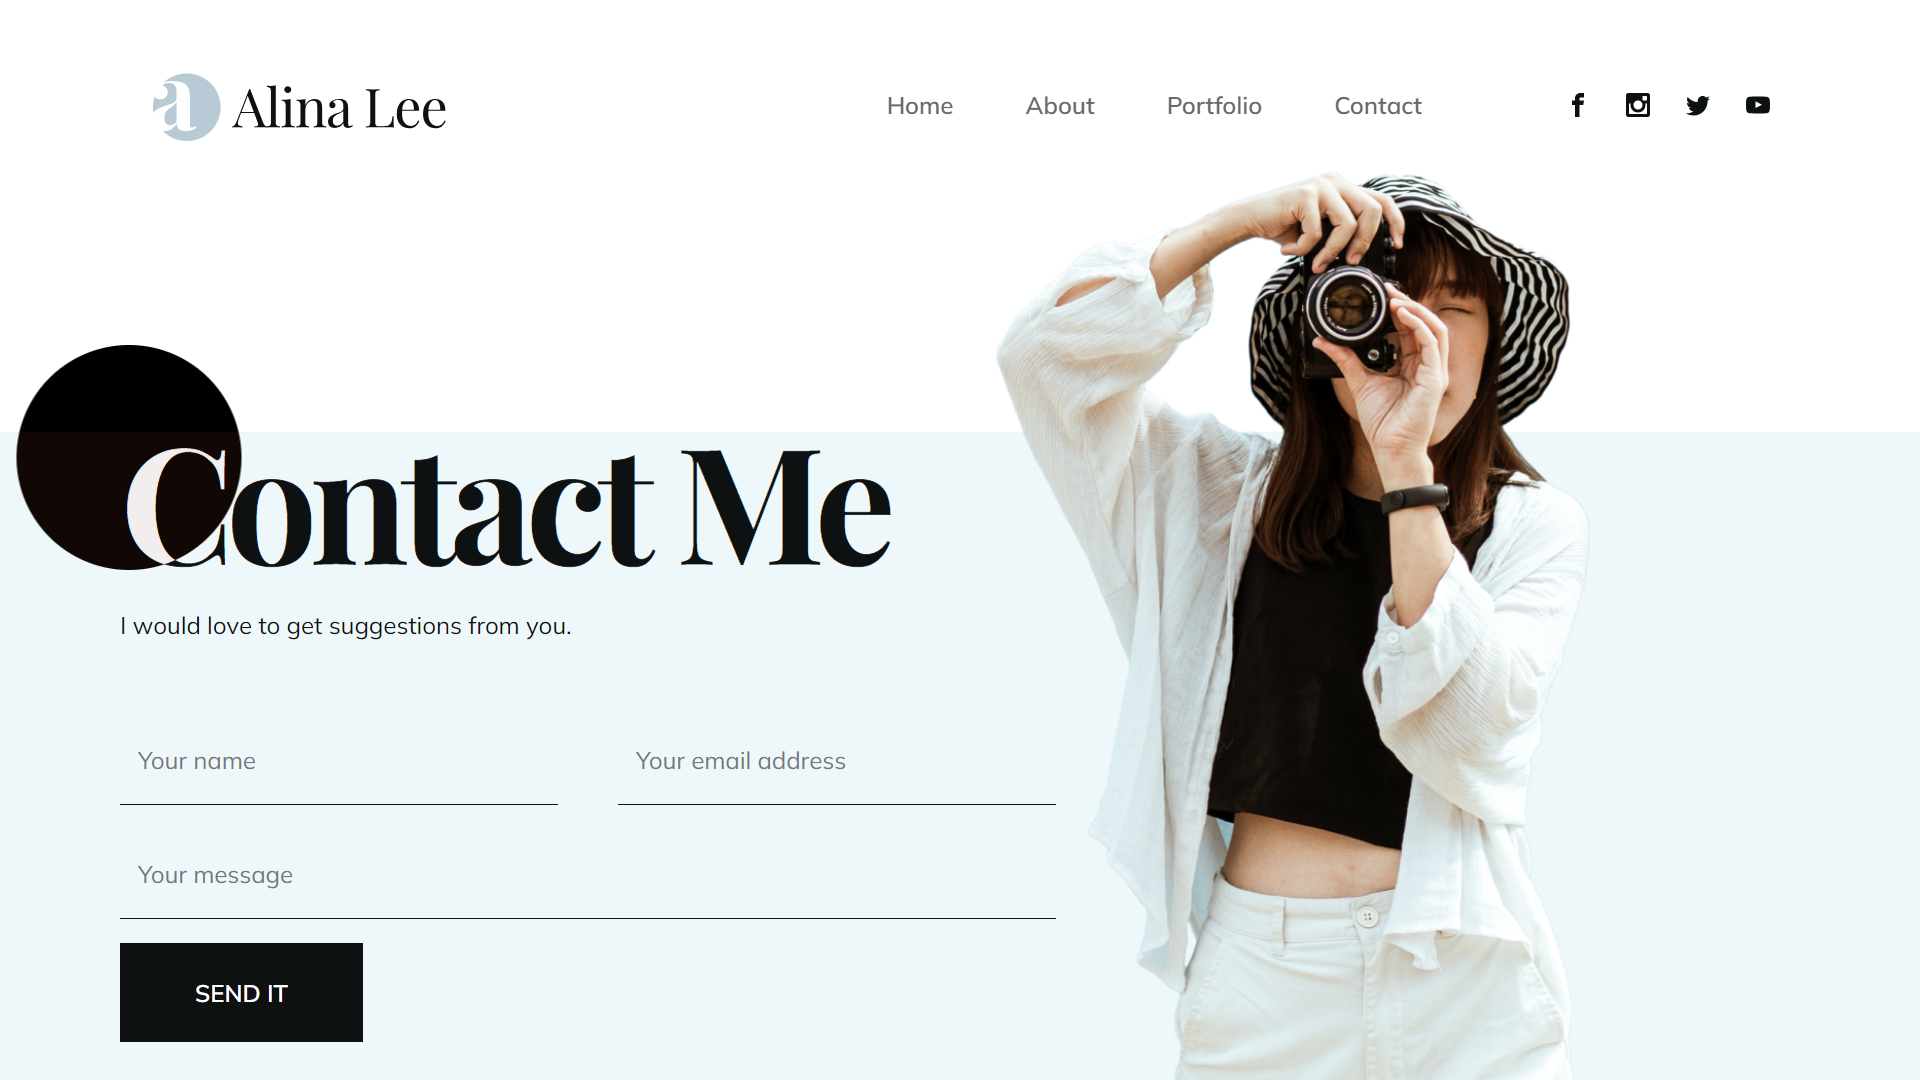 a Alina Lee
Home About Portfolio Contact
Contact Me
I would love to get suggestions from you.
Your name Your email address
Your message
SEND IT